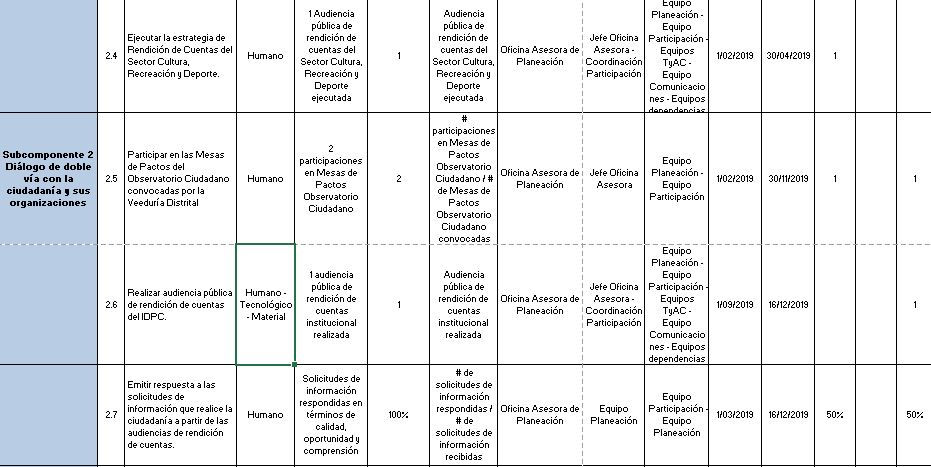 Subcomponente 2
Diálogo de doble
vía con la
ciudadanía y sus
organizaciones
2.4
Ejecutar la estrategia de
Rendición de Cuentas del
Sector Cultura,
Recreación y Deporte.
Humano
1 Audiencia
pública de
rendición de
cuentas del
Sector Cultura,
Recreación y
Deporte
ejecutada
1
Audiencia
pública de
rendición de
cuentas del
Sector Cultura,
Recreación y
Deporte
ejecutada
Oficina Asesora de
Planeación
Jefe Oficina
Asesora -
Coordinación
Participación
Equipo
Planeación -
Equipo
Participación -
Equipos
TyAC -
Equipo
Comunicacio
nes - Equipos
dependencias
1/02/2019
30/04/2019
1
2.5
Participar en las Mesas
de Pactos del
Observatorio Ciudadano
convocadas por la
Veeduría Distrital
Humano
2
participaciones
en Mesas de
Pactos
Observatorio
Ciudadano
2
#
participaciones
en Mesas de
Pactos
Observatorio
Ciudadano / #
de Mesas de
Pactos
Observatorio
Ciudadano
convocadas
Oficina Asesora de
Planeación
Jefe Oficina
Asesora
Equipo
Planeación -
Equipo
Participación
1/02/2019
30/11/2019
1
1
2.6
Realizar audiencia pública
de rendición de cuentas
del IDPC.
Humano -
Tecnológico
- Material
1 audiencia
pública de
rendición de
cuentas
institucional
realizada
1
Audiencia
pública de
rendición de
cuentas
institucional
realizada
Oficina Asesora de
Planeación
Jefe Oficina
Asesora -
Coordinación
Participación
Equipo
Planeación -
Equipo
Participación -
Equipos
TyAC -
Equipo
Comunicacio
nes - Equipos
dependencias
1/09/2019
16/12/2019
1
2.7
Emitir respuesta a las
solicitudes de
información que realice la
ciudadanía a partir de las
audiencias de rendición
de cuentas.
Humano
Solicitudes de
información
respondidas en
términos de
calidad,
oportunidad y
comprensión
100%
# de
solicitudes de
información
respondidas /
# de
solicitudes de
información
recibidas
Oficina Asesora de
Planeación
Equipo
Planeación
Equipo
Participación -
Equipo
Planeación
1/03/2019
16/12/2019
50%
50%